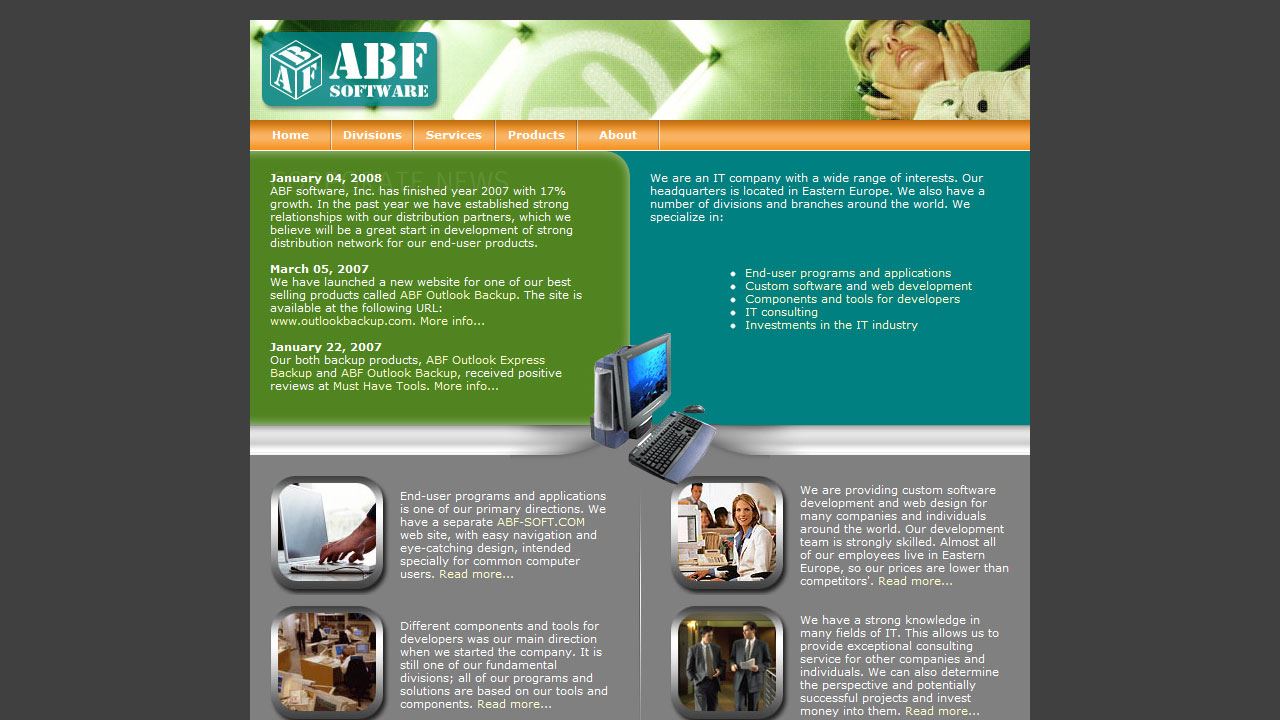 ABF
SOFTWARE
Home
Divisions
Services
Products
About
January 04, 2008
ABF software, Inc. has finished year 2007 with 17%
growth. In the past year we have established strong
relationships with our distribution partners, which we
believe will be a great start in development of strong
distribution network for our end-user products.
March 05, 2007
We have launched a new website for one of our best
selling products called ABF Outlook Backup. The site is
available at the following URL:
www.outlookbackup.com. More info...
January 22, 2007
Our both backup products, ABF Outlook Express
Backup and ABF Outlook Backup, received positive
reviews at Must Have Tools. More info...
We are an IT company with a wide range of interests. Our
headquarters is located in Eastern Europe. We also have a
number of divisions and branches around the world. We
specialize in:
End-user programs and applications
Custom software and web development
Components and tools for developers
IT consulting
Investments in the IT industry
End-user programs and applications
is one of our primary directions. We
have a separate ABF-SOFT.COM
web site, with easy navigation and
eye-catching design, intended
specially for common computer
users. Read more...
We are providing custom software
development and web design for
many companies and individuals
around the world. Our development
team is strongly skilled. Almost all
of our employees live in Eastern
Europe, so our prices are lower than
competitors'. Read more...
Different components and tools for
developers was our main direction
when we started the company. It is
still one of our fundamental
divisions; all of our programs and
solutions are based on our tools and
components. Read more...
We have a strong knowledge in
many fields of IT. This allows us to
provide exceptional consulting
service for other companies and
individuals. We can also determine
the perspective and potentially
successful projects and invest
money into them. Read more...